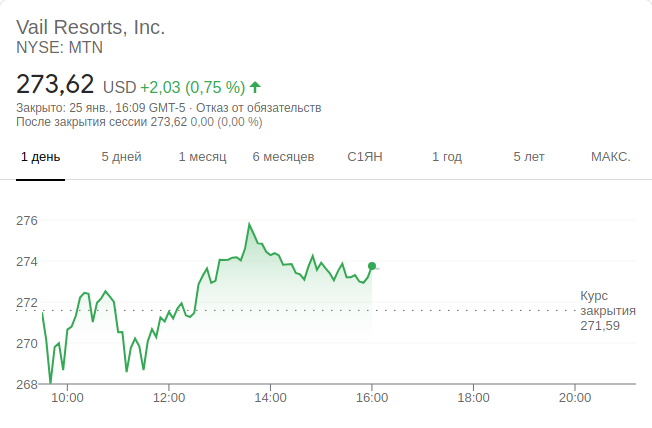 Vail Resorts, Inc.
NYSE: MTN
273,62 USD +2,03 (0,75 %)
Закрыто: 25 янв., 16:09 GMT-5 · Отказ от обязательств
После закрытия сессии 273,62 0,00 (0,00 %)
1 день 5 дней 1 месяц 6 месяцев С1ЯН 1 год 5 лет МАКС.
276
274
272
Курс
закрытия
271,59
270
268
10:00 12:00 14:00 16:00 18:00 20:00